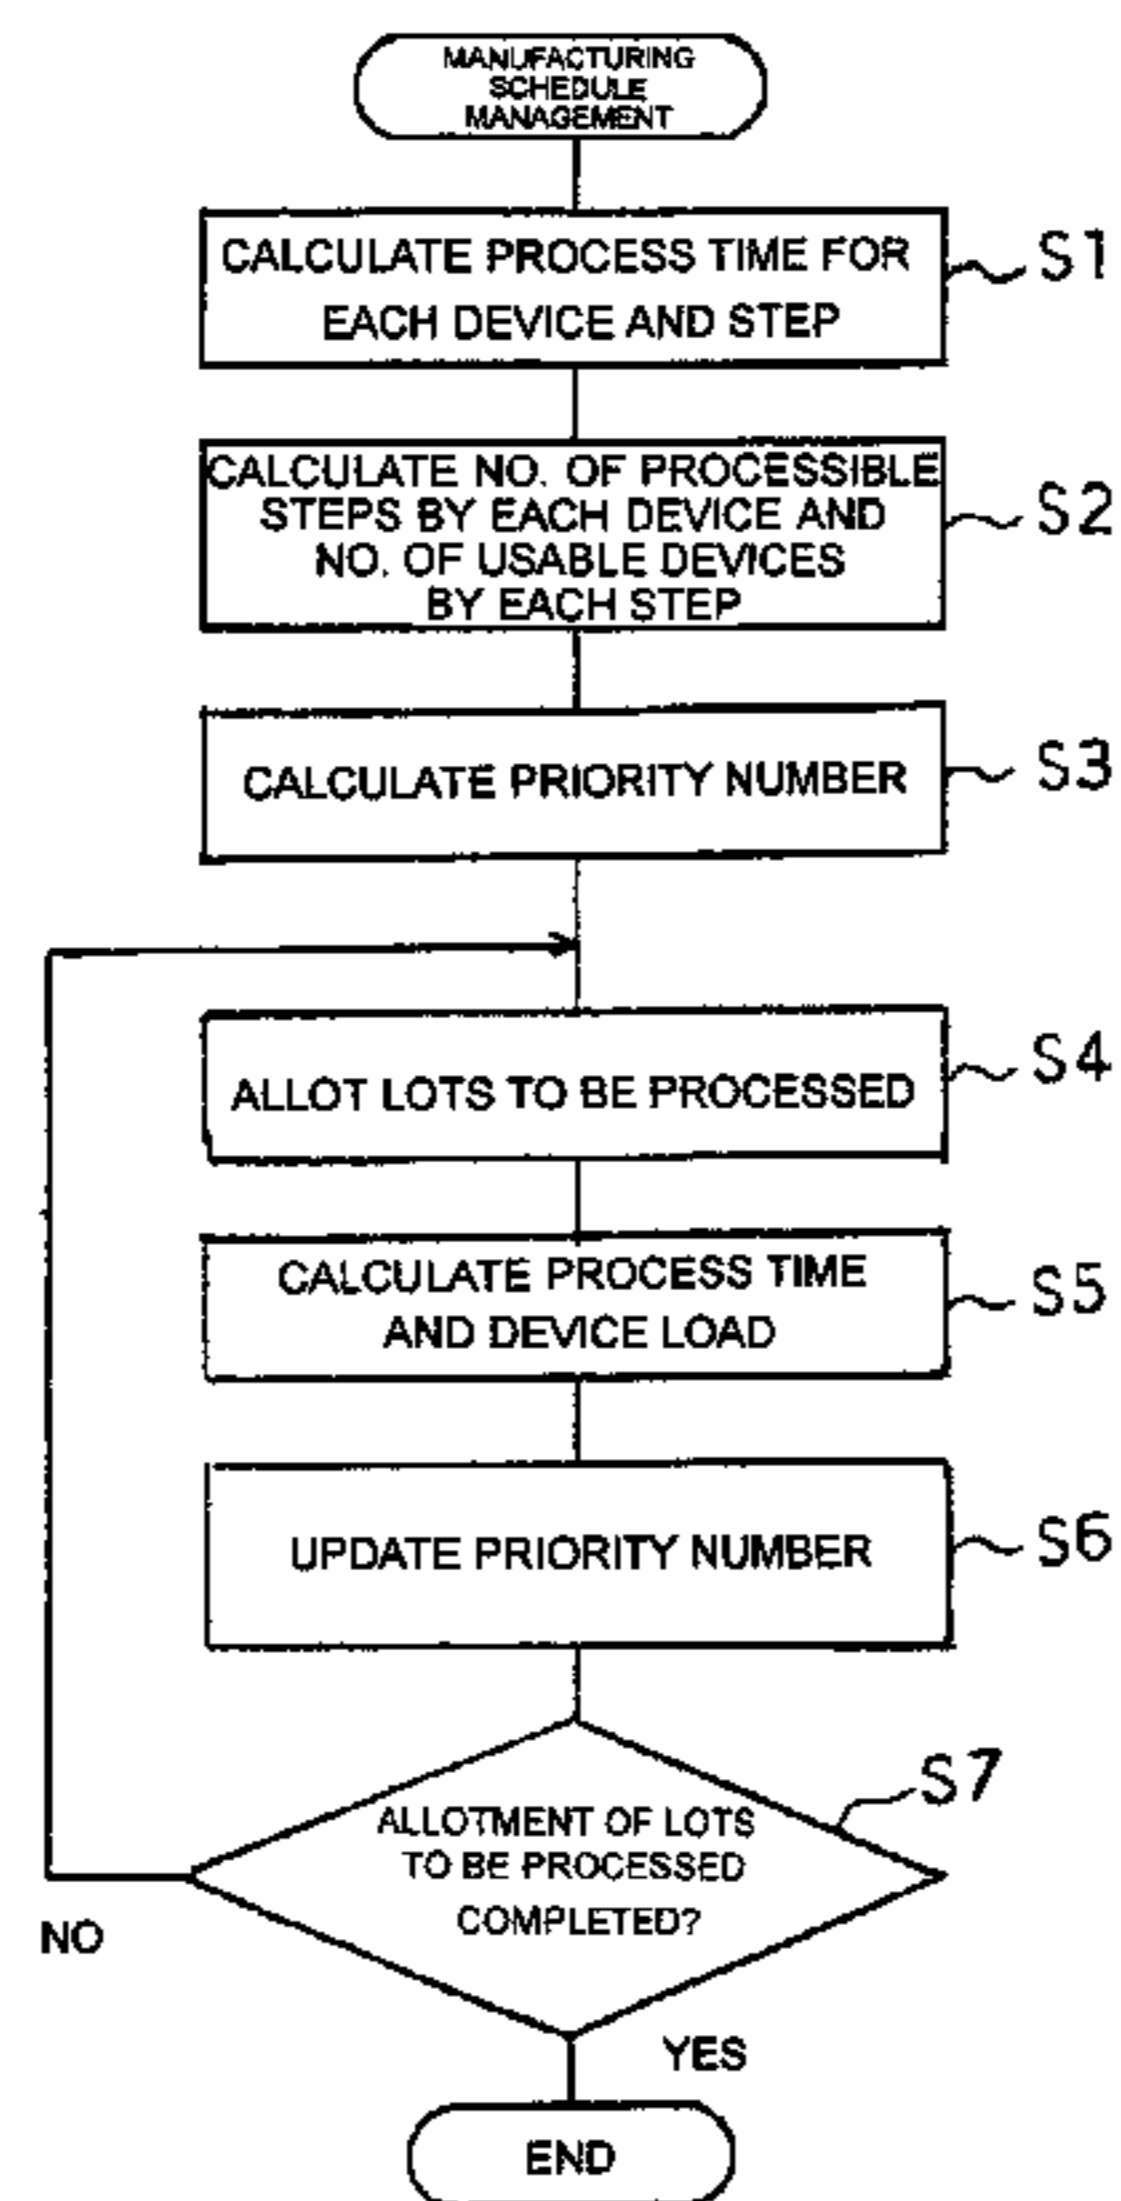 MANUFACTURING
SCHEDULE
MANAGEMENT
CALCULATE PROCESS TIME FOR
EACH DEVICE AND STEP
S1
CALCULATE NO. OF PROCESSIBLE
STEPS BY EACH DEVICE AND
NO. OF USABLE DEVICES
BY EACH STEP
S2
CALCULATE PRIORITY NUMBER
S3
ALLOT LOTS TO BE PROCESSED
S4
CALCULATE PROCESS TIME
AND DEVICE LOAD
S5
UPDATE PRIORITY NUMBER
S6
ALLOTMENT OF LOTS
TO BE PROCESSED
COMPLETED?
S7
NO
YES
END